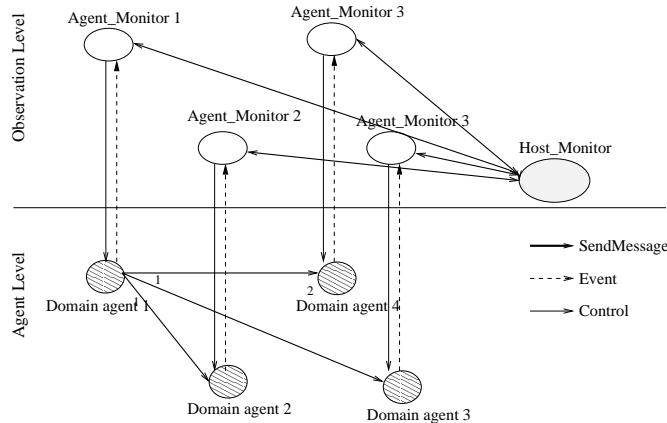 Agent_Monitor 1
Agent_Monitor 3
Observation Level
Agent_Monitor 2
Agent_Monitor 3
Host_Monitor
SendMessage
Agent Level
1
2
Event
Domain agent 1
1
Domain agent 4
Control
Domain agent 2
Domain agent 3